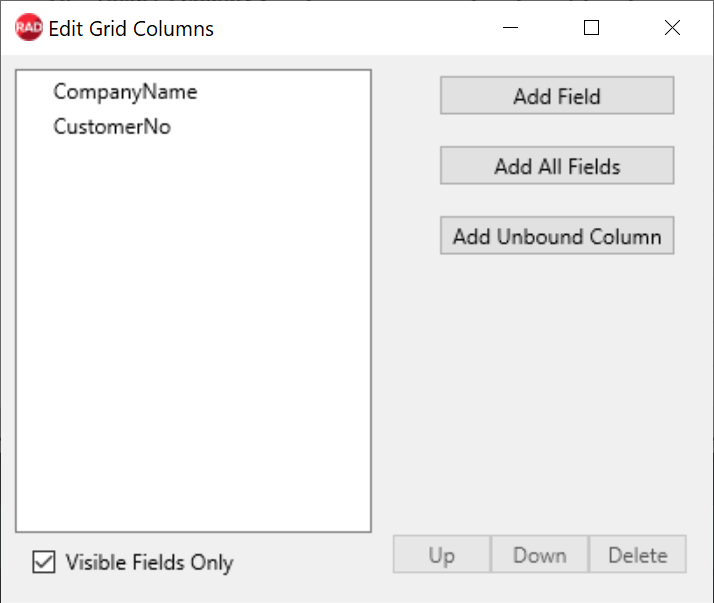 RAD Edit Grid Columns
CompanyName
CustomerNo
Add Field
Add All Fields
Add Unbound Column
Visible Fields Only
Up Down Delete